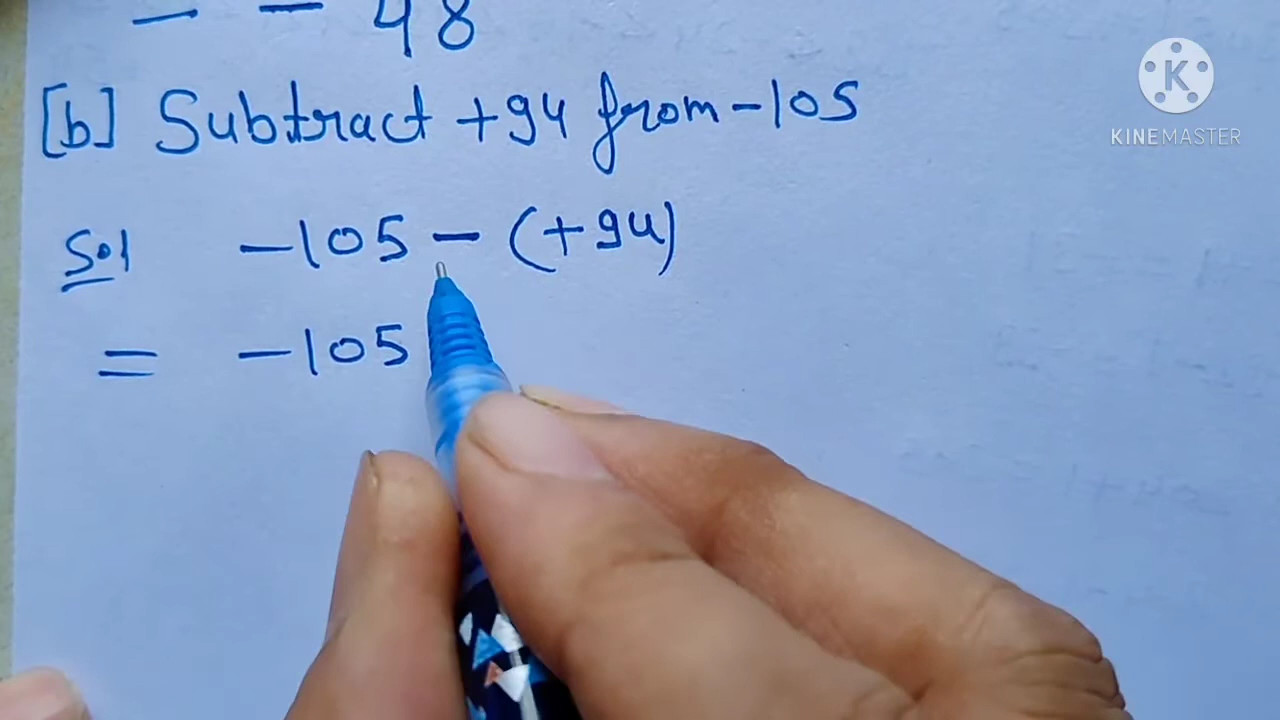 - - 48
[b] Subtract +94 from -105
Sol -105 - (+94)
= -105
K
KINEMASTER